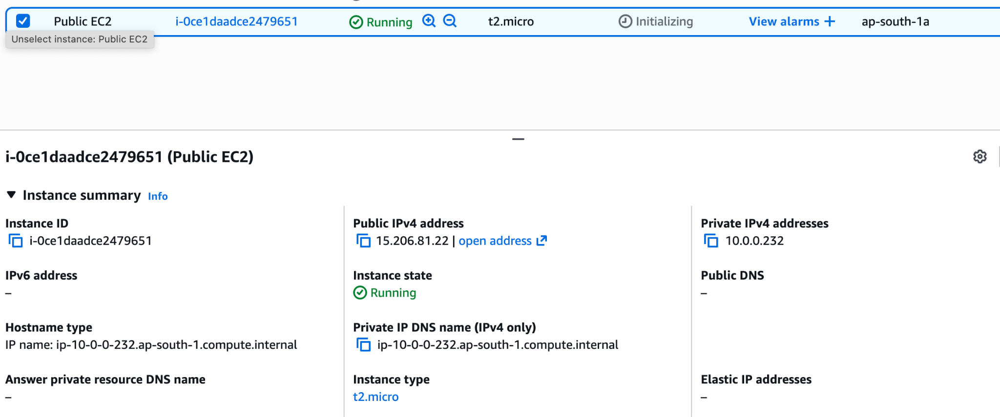 Public EC2 i-0ce1daadce2479651 Running t2.micro Initializing View alarms + ap-south-1a
Unselect instance: Public EC2
i-0ce1daadce2479651 (Public EC2)
Instance summary Info
Instance ID
i-0ce1daadce2479651
Public IPv4 address
15.206.81.22 | open address
Private IPv4 addresses
10.0.0.232
IPv6 address
–
Instance state
Running
Public DNS
–
Hostname type
IP name: ip-10-0-0-232.ap-south-1.compute.internal
Private IP DNS name (IPv4 only)
ip-10-0-0-232.ap-south-1.compute.internal
Answer private resource DNS name
–
Instance type
t2.micro
Elastic IP addresses
–